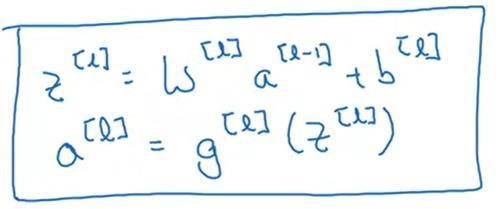 z^[l] = W^[l] a^[l-1] + b^[l]
a^[l] = g^[l] (z^[l])